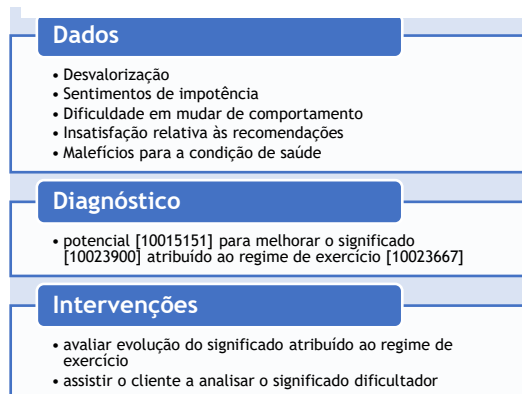 Dados
• Desvalorização
• Sentimentos de impotência
• Dificuldade em mudar de comportamento
• Insatisfação relativa às recomendações
• Malefícios para a condição de saúde
Diagnóstico
• potencial [10015151] para melhorar o significado
[10023900] atribuído ao regime de exercício [10023667]
Intervenções
• avaliar evolução do significado atribuído ao regime de
exercício
• assistir o cliente a analisar o significado dificultador